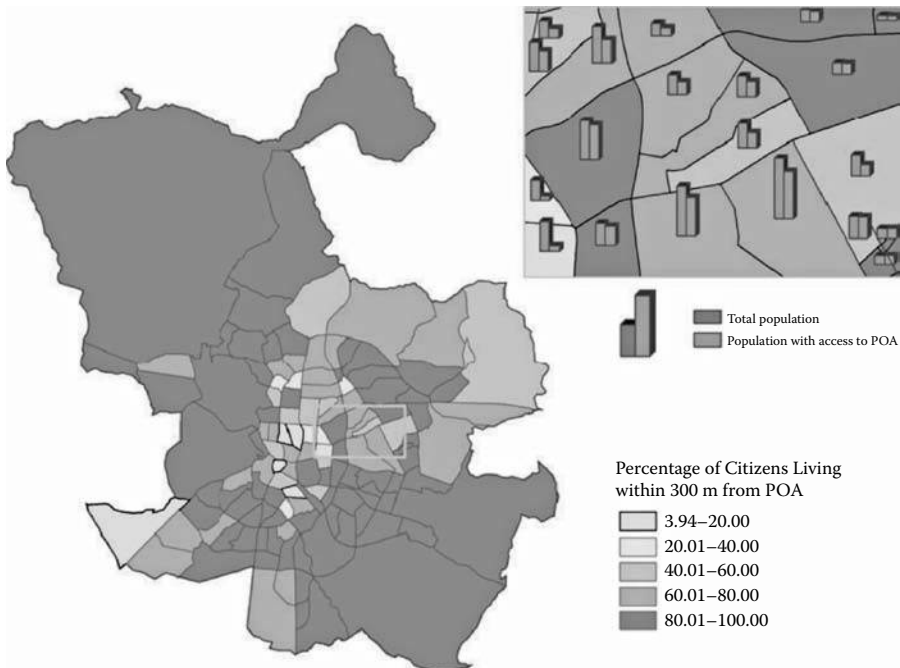 Total population
Population with access to POA
Percentage of Citizens Living
within 300 m from POA
3.94–20.00
20.01–40.00
40.01–60.00
60.01–80.00
80.01–100.00